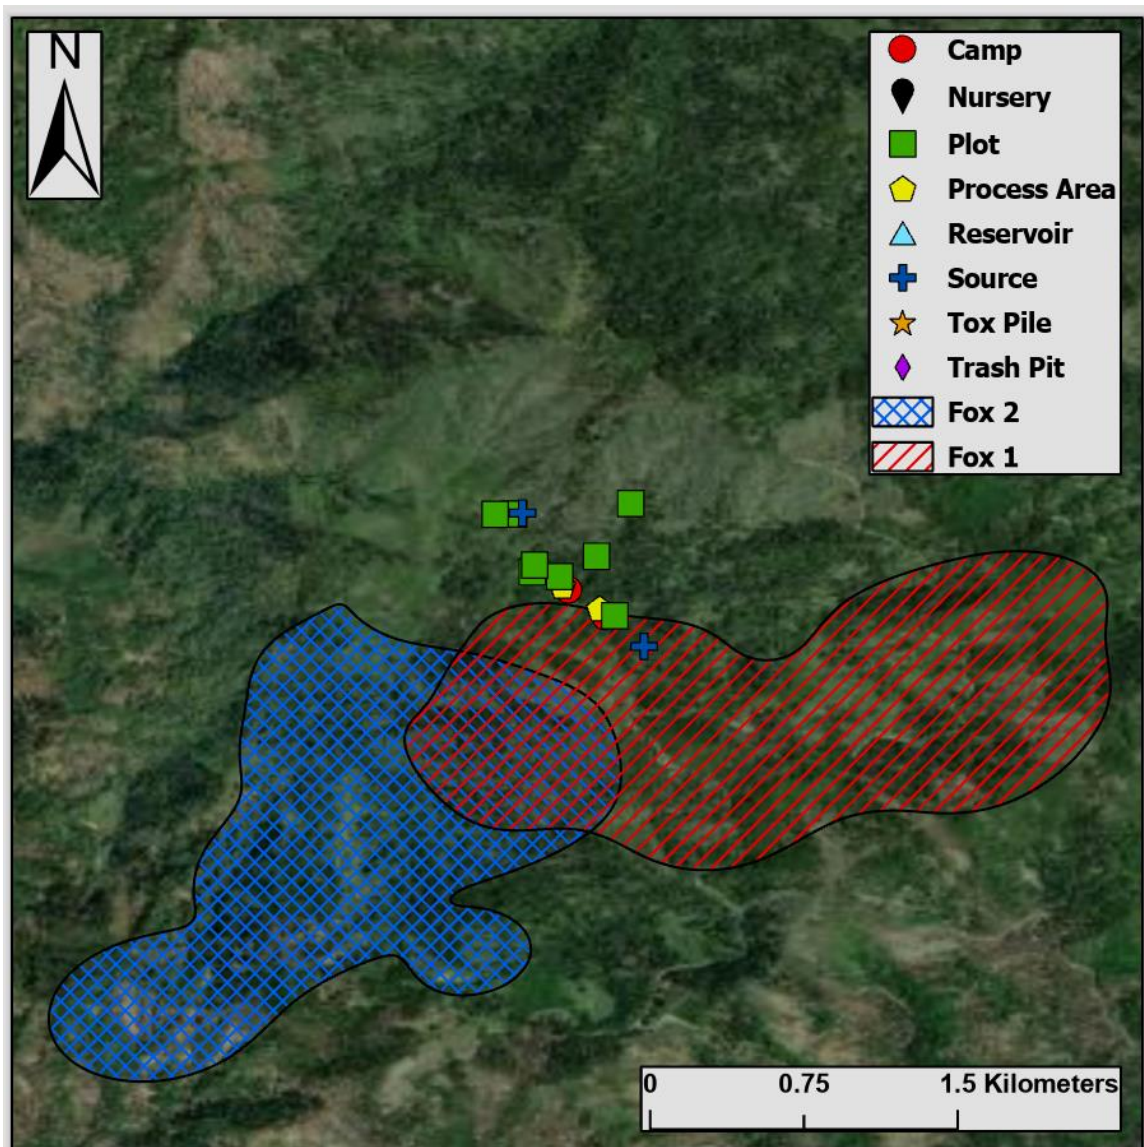 N
Camp
Nursery
Plot
Process Area
Reservoir
Source
Tox Pile
Trash Pit
Fox 2
Fox 1
0 0.75 1.5 Kilometers